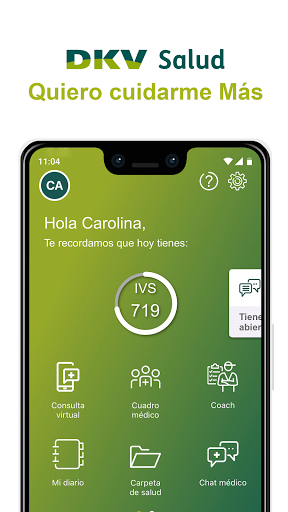 DKV Salud
Quiero cuidarme Más
11:04
CA
Hola Carolina,
Te recordamos que hoy tienes:
IVS
719
Tiene
abier
Consulta
virtual
Cuadro
médico
Coach
Mi diario
Carpeta
de salud
Chat médico